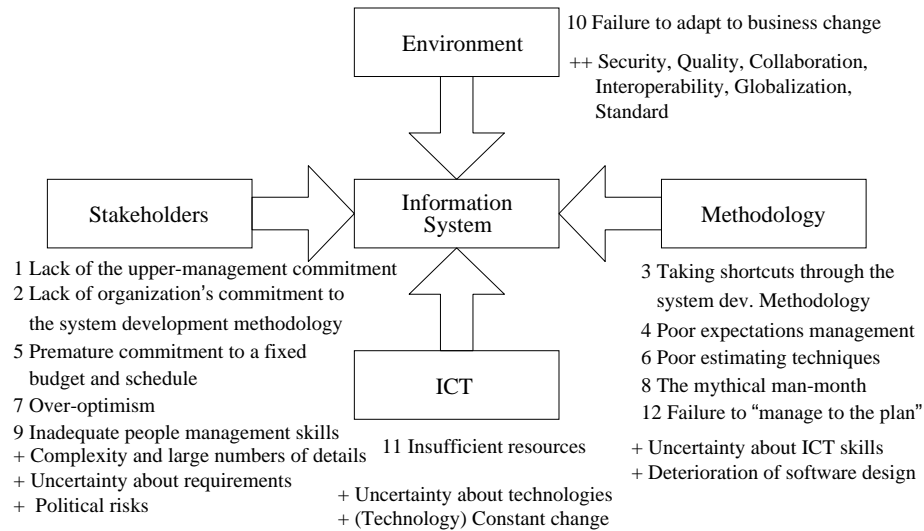 Environment
10 Failure to adapt to business change
++ Security, Quality, Collaboration,
Interoperability, Globalization,
Standard
Stakeholders
Information
System
Methodology
1 Lack of the upper-management commitment
2 Lack of organization’s commitment to
the system development methodology
5 Premature commitment to a fixed
budget and schedule
7 Over-optimism
9 Inadequate people management skills
+ Complexity and large numbers of details
+ Uncertainty about requirements
+ Political risks
ICT
11 Insufficient resources
+ Uncertainty about technologies
+ (Technology) Constant change
3 Taking shortcuts through the
system dev. Methodology
4 Poor expectations management
6 Poor estimating techniques
8 The mythical man-month
12 Failure to “manage to the plan”
+ Uncertainty about ICT skills
+ Deterioration of software design